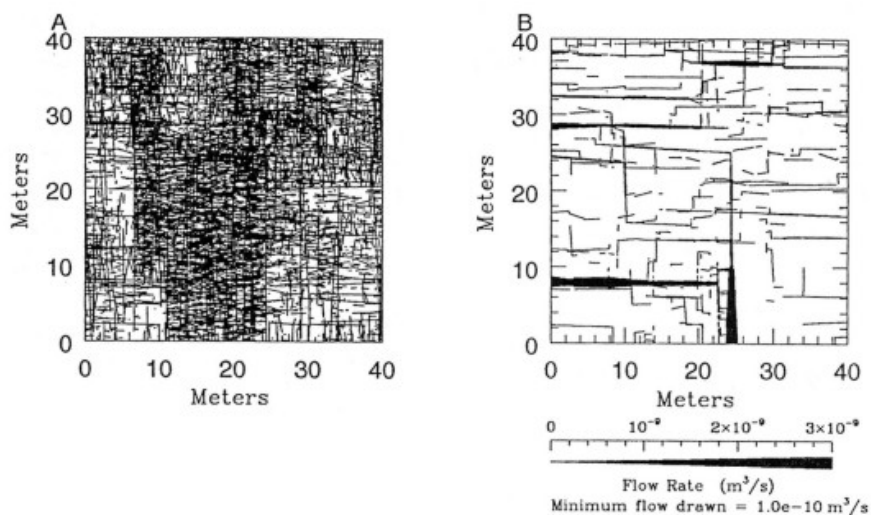 A
40
30
20
10
0
Meters
0 10 20 30 40
Meters
B
40
30
20
10
0
Meters
0 10 20 30 40
Meters
0 10⁻⁹ 2×10⁻⁹ 3×10⁻⁹
Flow Rate (m³/s)
Minimum flow drawn = 1.0e−10 m³/s